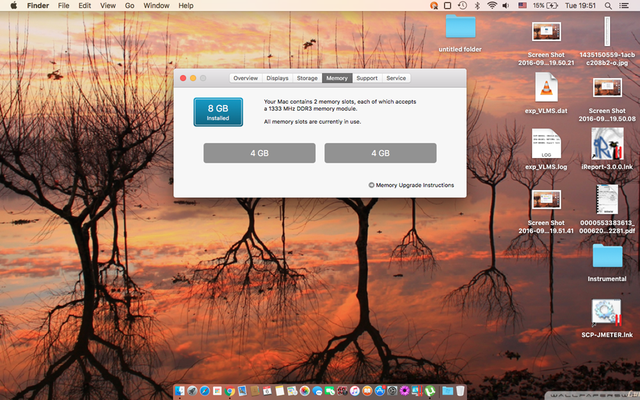 Finder File Edit View Go Window Help
15% Tue 19:51
untitled folder
Screen Shot
2016-09...19.50.21
1435150559-1acb
c208b2-o.jpg
Overview Displays Storage Memory Support Service
8 GB
Installed
Your Mac contains 2 memory slots, each of which accepts
a 1333 MHz DDR3 memory module.
All memory slots are currently in use.
4 GB 4 GB
Memory Upgrade Instructions
exp_VLMS.dat
Screen Shot
2016-09...19.50.08
LOG
exp_VLMS.log
iReport-3.0.0.lnk
Screen Shot
2016-09...19.51.41
0000553383613_
000620...2281.pdf
Instrumental
SCP-JMETER.lnk